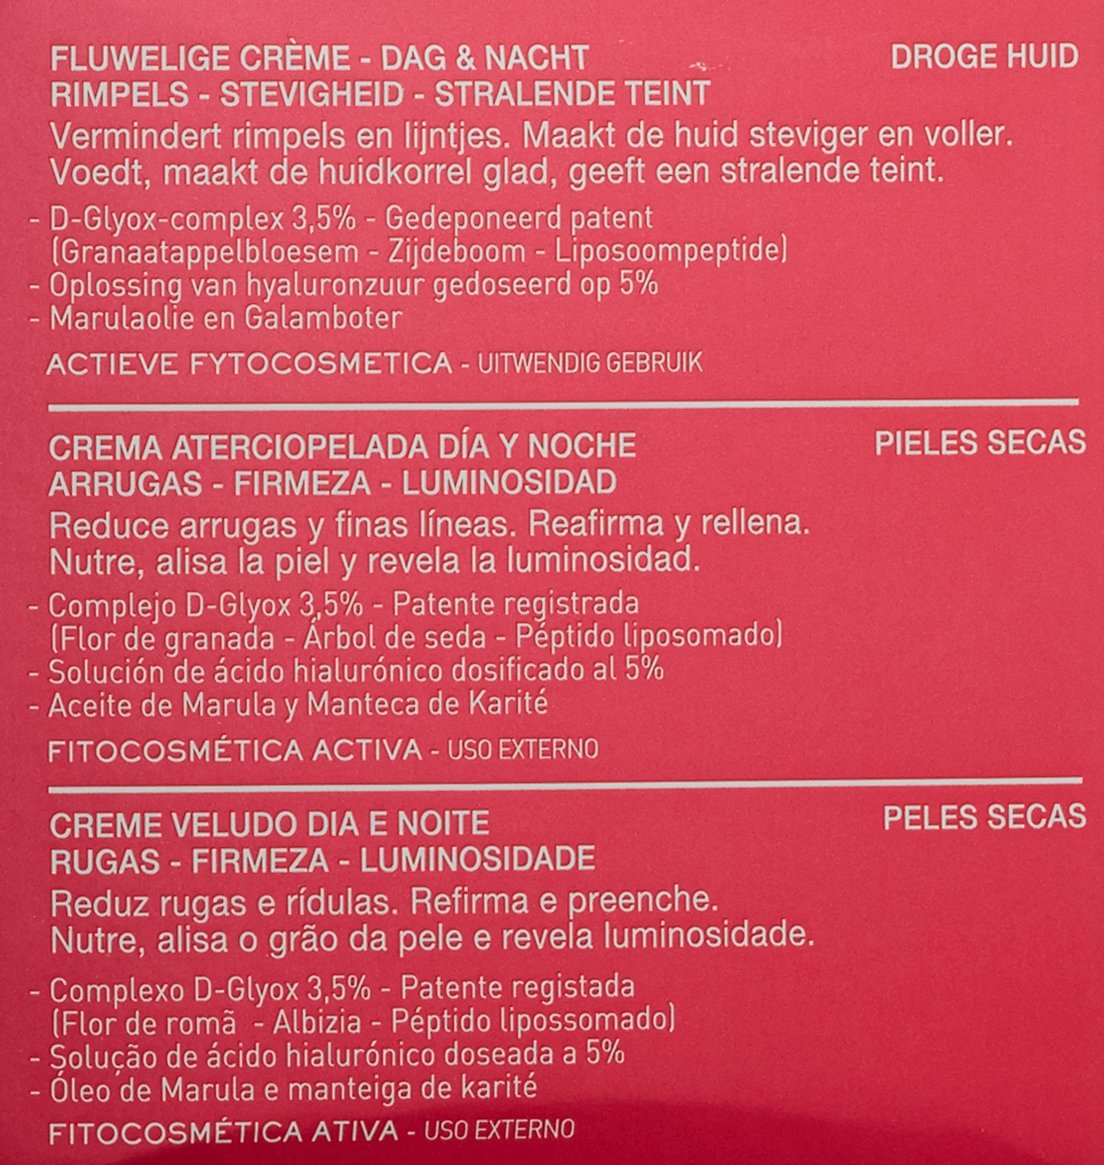 FLUWELIGE CRÈME - DAG & NACHT DROGE HUID
RIMPELS - STEVIGHEID - STRALENDE TEINT
Vermindert rimpels en lijntjes. Maakt de huid steviger en voller.
Voedt, maakt de huidkorrel glad, geeft een stralende teint.
- D-Glyox-complex 3,5% - Gedeponeerd patent
(Granaatappelbloesem - Zijdeboom - Liposoompeptide)
- Oplossing van hyaluronzuur gedoseerd op 5%
- Marulaolie en Galamboter
ACTIEVE FYTOCOSMETICA - UITWENDIG GEBRUIK
CREMA ATERCIOPELADA DÍA Y NOCHE PIELES SECAS
ARRUGAS - FIRMEZA - LUMINOSIDAD
Reduce arrugas y finas líneas. Reafirma y rellena.
Nutre, alisa la piel y revela la luminosidad.
- Complejo D-Glyox 3,5% - Patente registrada
(Flor de granada - Árbol de seda - Péptido liposomado)
- Solución de ácido hialurónico dosificado al 5%
- Aceite de Marula y Manteca de Karité
FITOCOSMÉTICA ACTIVA - USO EXTERNO
CREME VELUDO DIA E NOITE PELES SECAS
RUGAS - FIRMEZA - LUMINOSIDADE
Reduz rugas e rídulas. Refirma e preenche.
Nutre, alisa o grão da pele e revela luminosidade.
- Complexo D-Glyox 3,5% - Patente registada
(Flor de romã - Albizia - Péptido lipossomado)
- Solução de ácido hialurónico doseada a 5%
- Óleo de Marula e manteiga de karité
FITOCOSMÉTICA ATIVA - USO EXTERNO